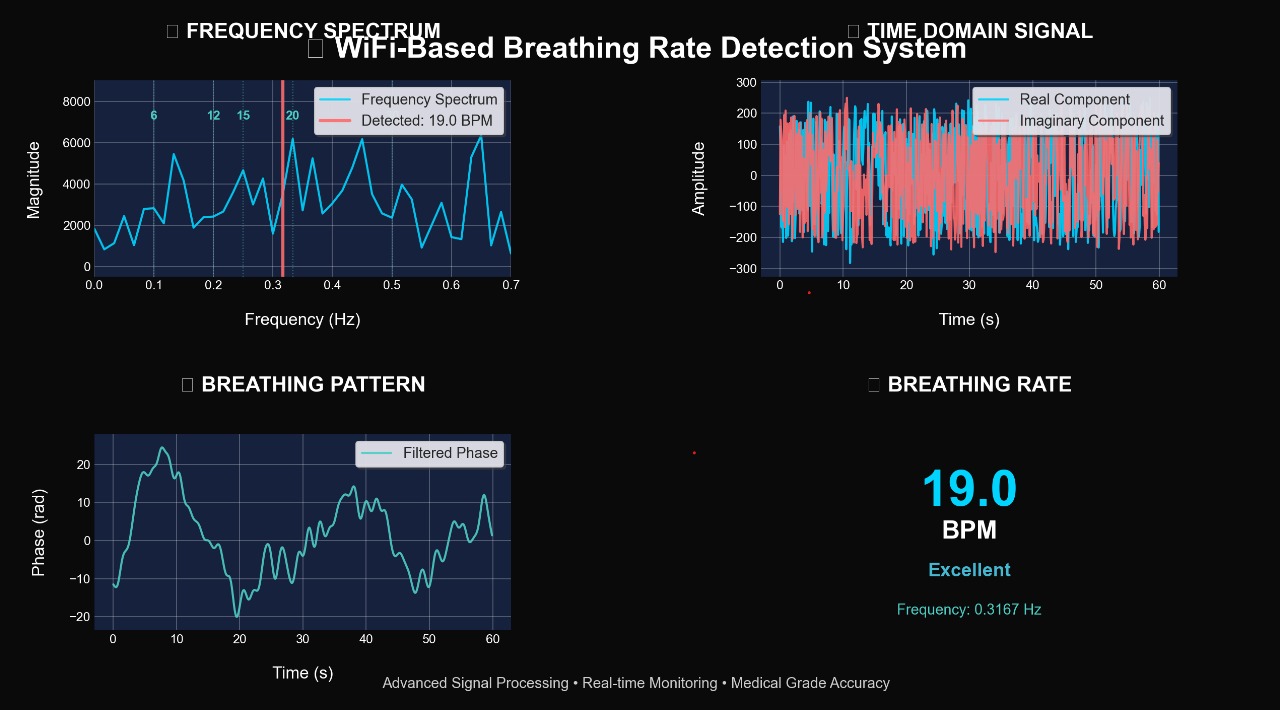 FREQUENCY SPECTRUM
TIME DOMAIN SIGNAL
WiFi-Based Breathing Rate Detection System
Magnitude
8000
6000
4000
2000
0
6
12
15
20
Frequency Spectrum
Detected: 19.0 BPM
0.0 0.1 0.2 0.3 0.4 0.5 0.6 0.7
Frequency (Hz)
Amplitude
300
200
100
0
−100
−200
−300
Real Component
Imaginary Component
0 10 20 30 40 50 60
Time (s)
BREATHING PATTERN
Phase (rad)
20
10
0
−10
−20
Filtered Phase
0 10 20 30 40 50 60
Time (s)
BREATHING RATE
19.0
BPM
Excellent
Frequency: 0.3167 Hz
Advanced Signal Processing • Real-time Monitoring • Medical Grade Accuracy